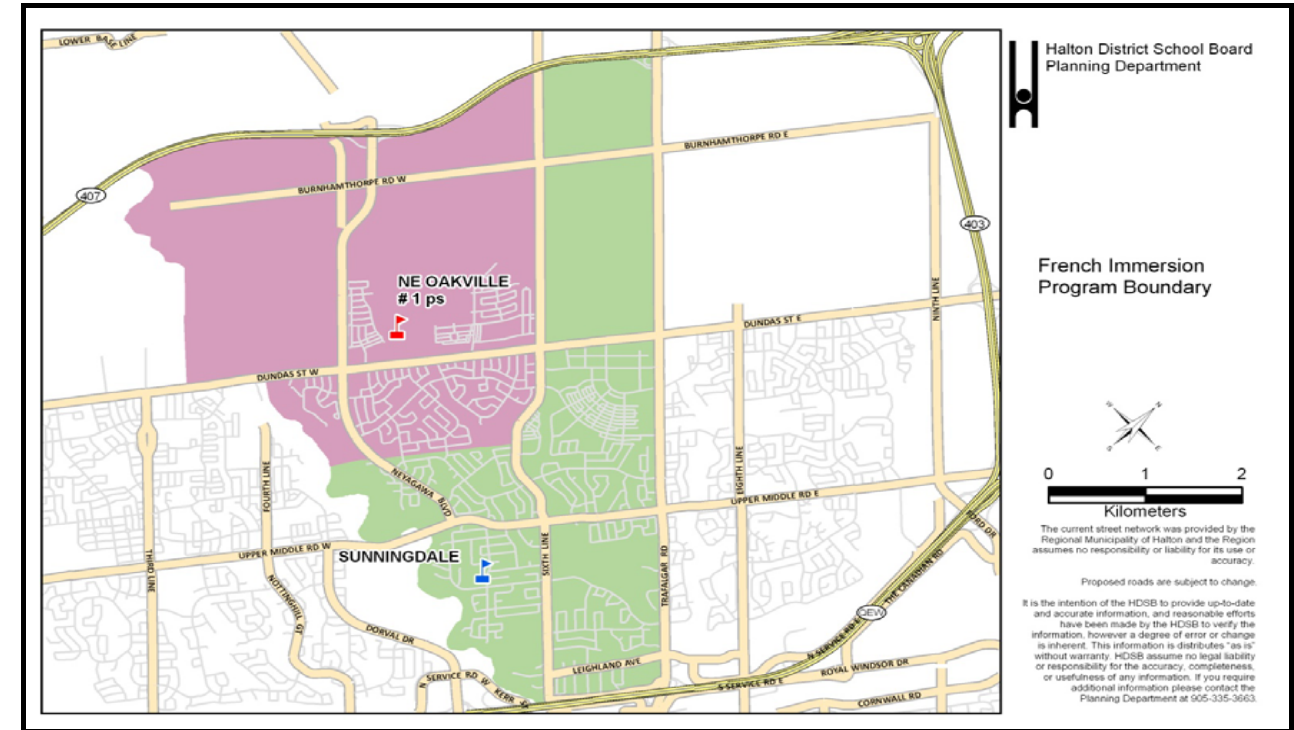 LOWER BASE LINE
407
BURNHAMTHORPE RD W
BURNHAMTHORPE RD E
403
NE OAKVILLE
# 1 ps
NINTH LINE
DUNDAS ST E
DUNDAS ST W
FOURTH LINE
NEYAGAWA BLVD
EIGHTH LINE
UPPER MIDDLE RD E
UPPER MIDDLE RD W
SUNNINGDALE
SIXTH LINE
TRAFALGAR RD
THIRD LINE
NOTTINGHILL GT
DORVAL DR
FORD DR
THE CANADIAN RD
QEW
N SERVICE RD E
LEIGHLAND AVE
ROYAL WINDSOR DR
N SERVICE RD W
KERR ST
S SERVICE RD E
CORNWALL RD
Halton District School Board
Planning Department
French Immersion
Program Boundary
W
N
S
E
0 1 2
Kilometers
The current street network was provided by the
Regional Municipality of Halton and the Region
assumes no responsibility or liability for its use or
accuracy.
Proposed roads are subject to change.
It is the intention of the HDSB to provide up-to-date
and accurate information, and reasonable efforts
have been made by the HDSB to verify the
information, however a degree of error or change
is inherent. This information is distributes "as is"
without warranty. HDSB assume no legal liability
or responsibility for the accuracy, completeness,
or usefulness of any information. If you require
additional information please contact the
Planning Department at 905-335-3663.